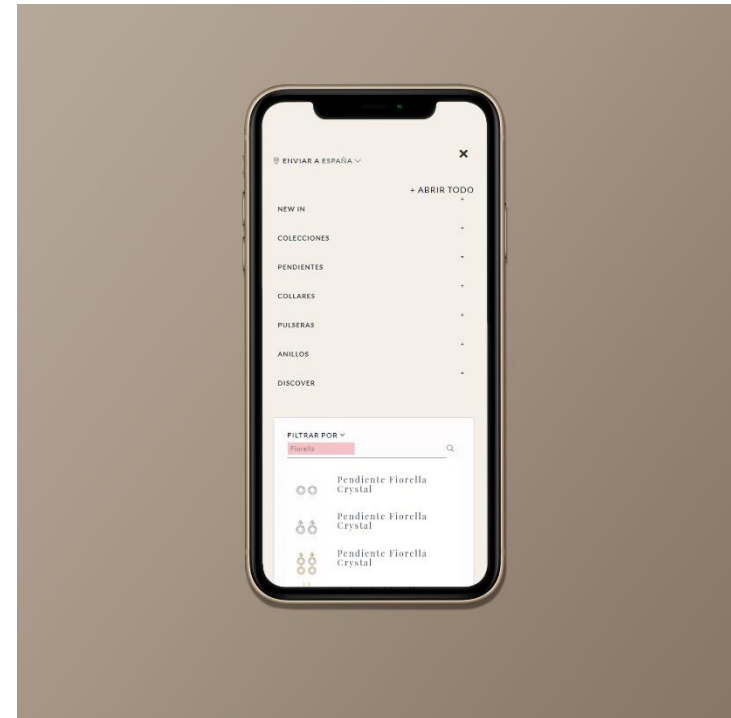 ENVIAR A ESPAÑA
+ ABRIR TODO
NEW IN
COLECCIONES
PENDIENTES
COLLARES
PULSERAS
ANILLOS
DISCOVER
FILTRAR POR
Fiorella
Pendiente Fiorella
Crystal
Pendiente Fiorella
Crystal
Pendiente Fiorella
Crystal